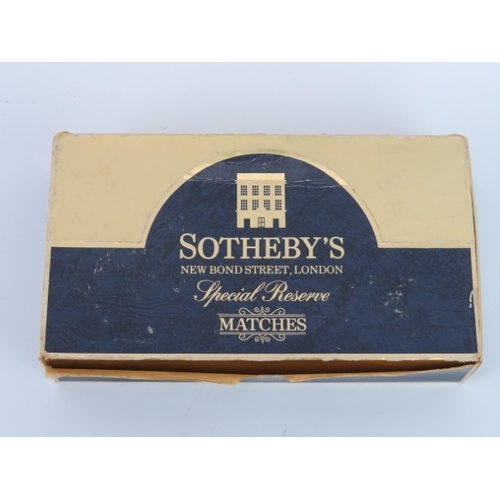 SOTHEBY'S
NEW BOND STREET, LONDON
Special Reserve
MATCHES